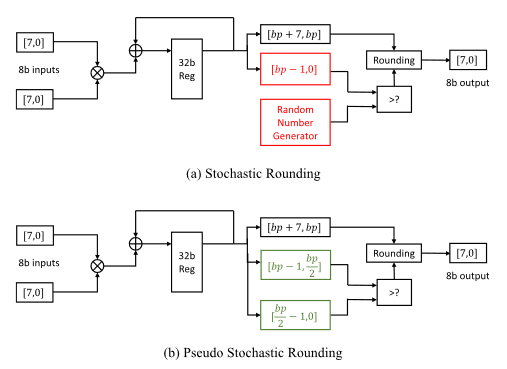 [7,0]
8b inputs
[7,0]
32b
Reg
[bp + 7, bp]
[bp − 1,0]
Random
Number
Generator
Rounding
>?
[7,0]
8b output
(a) Stochastic Rounding
[7,0]
8b inputs
[7,0]
32b
Reg
[bp + 7, bp]
[bp − 1, bp/2]
[bp/2 − 1,0]
Rounding
>?
[7,0]
8b output
(b) Pseudo Stochastic Rounding